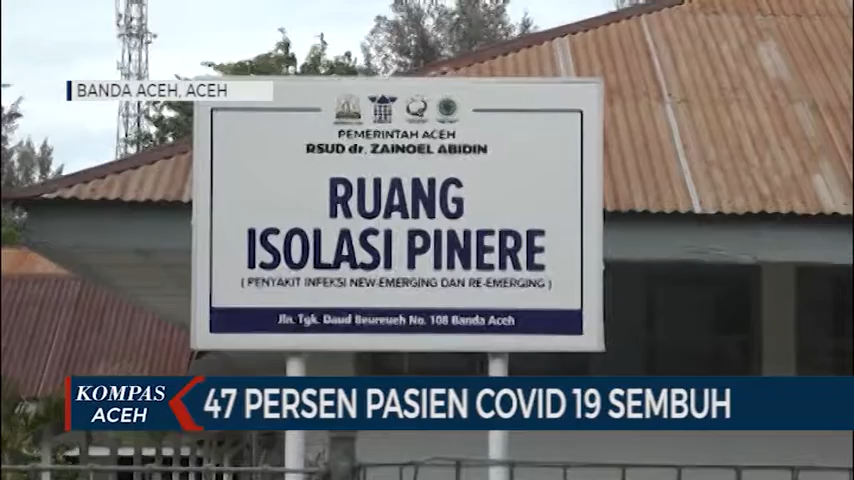 BANDA ACEH, ACEH
PEMERINTAH ACEH
RSUD dr. ZAINOEL ABIDIN
RUANG
ISOLASI PINERE
( PENYAKIT INFEKSI NEW-EMERGING DAN RE-EMERGING )
Jln. Tgk. Daud Beureueh No. 108 Banda Aceh
KOMPAS
ACEH
47 PERSEN PASIEN COVID 19 SEMBUH